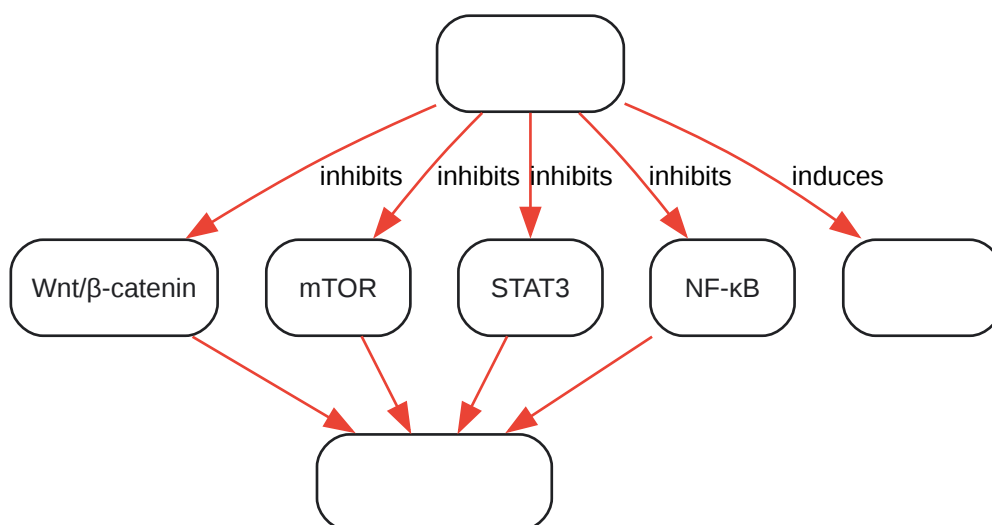 inhibits
inhibits
inhibits
inhibits
induces
Wnt/β-catenin
mTOR
STAT3
NF-κB